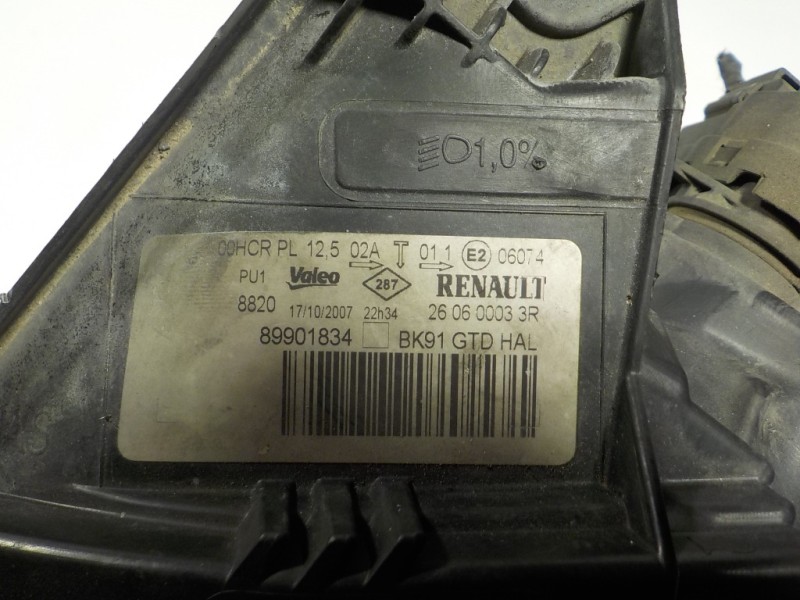 1,0%
00HCR PL 12,5 02A T 01 1 E2 06074
PU1 Valeo 287 RENAULT
8820 17/10/2007 22h34 26 06 0003 3R
89901834 BK91 GTD HAL